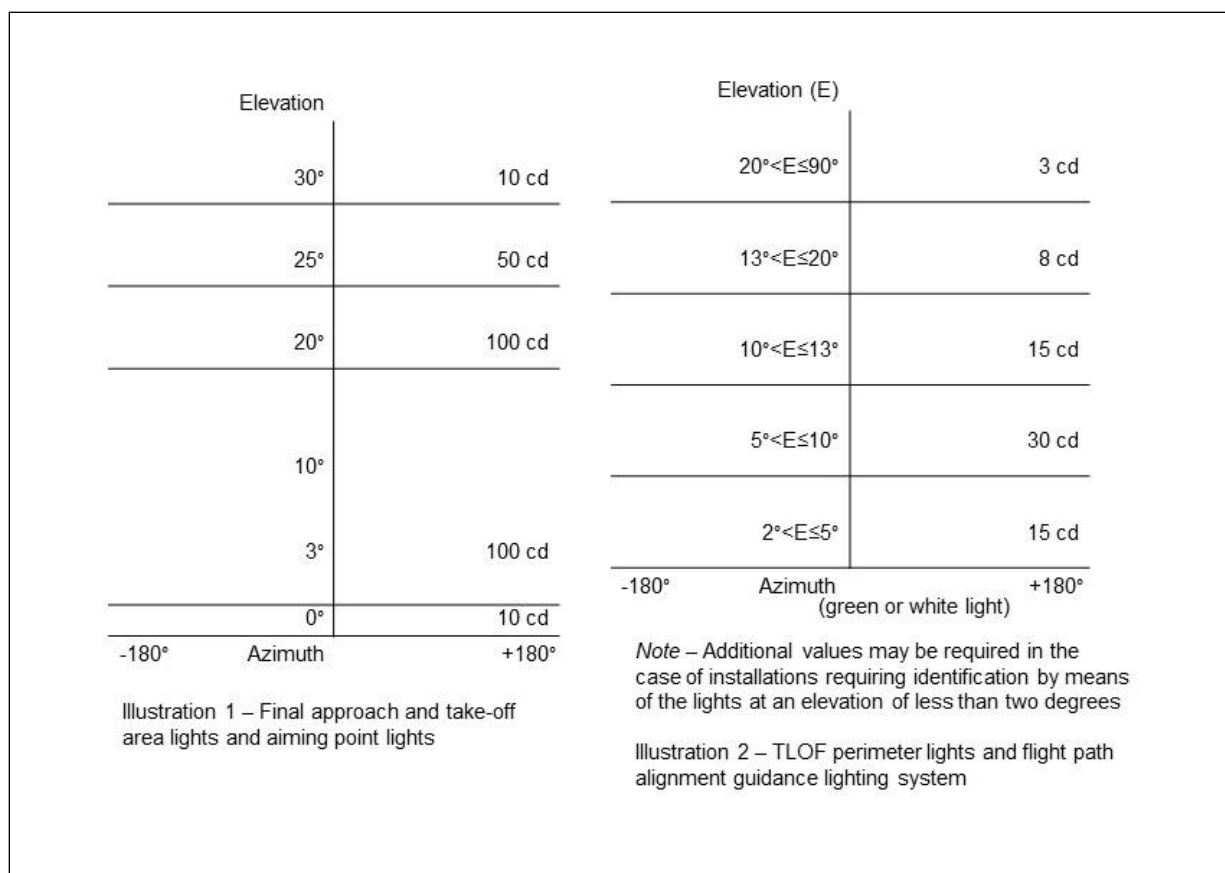 Elevation
30° 10 cd
25° 50 cd
20° 100 cd
10°
3° 100 cd
0° 10 cd
-180° Azimuth +180°
Illustration 1 – Final approach and take-off
area lights and aiming point lights
Elevation (E)
20°<E≤90° 3 cd
13°<E≤20° 8 cd
10°<E≤13° 15 cd
5°<E≤10° 30 cd
2°<E≤5° 15 cd
-180° Azimuth +180°
(green or white light)
Note – Additional values may be required in the
case of installations requiring identification by means
of the lights at an elevation of less than two degrees
Illustration 2 – TLOF perimeter lights and flight path
alignment guidance lighting system